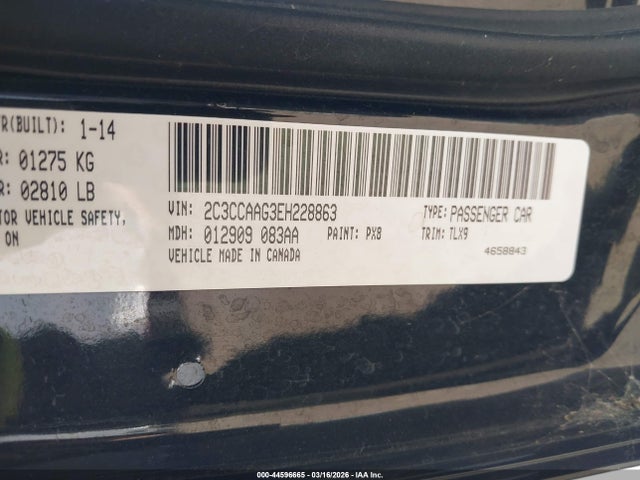 R(BUILT): 1-14
R: 01275 KG
R: 02810 LB
TOR VEHICLE SAFETY,
ON
VIN: 2C3CCAAG3EH228863 TYPE: PASSENGER CAR
MDH: 012909 083AA PAINT: PX8 TRIM: TLX9
VEHICLE MADE IN CANADA 4658843
000-44596665 - 03/16/2026 - IAA Inc.